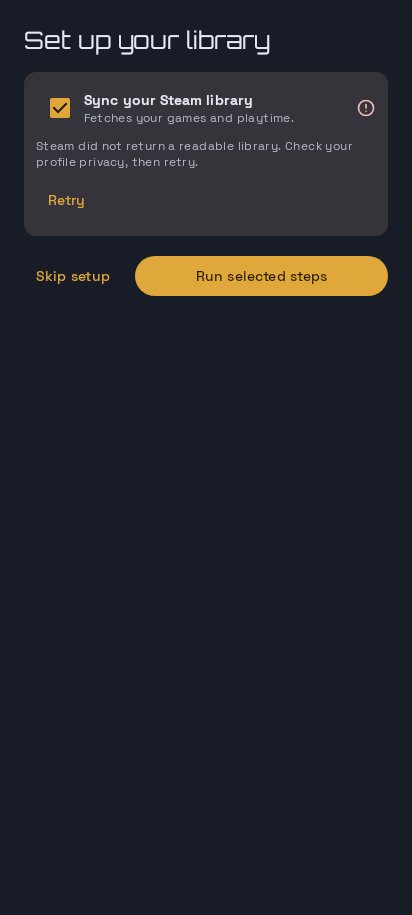 Set up your library
Sync your Steam library
Fetches your games and playtime.
Steam did not return a readable library. Check your
profile privacy, then retry.
Retry
Skip setup
Run selected steps